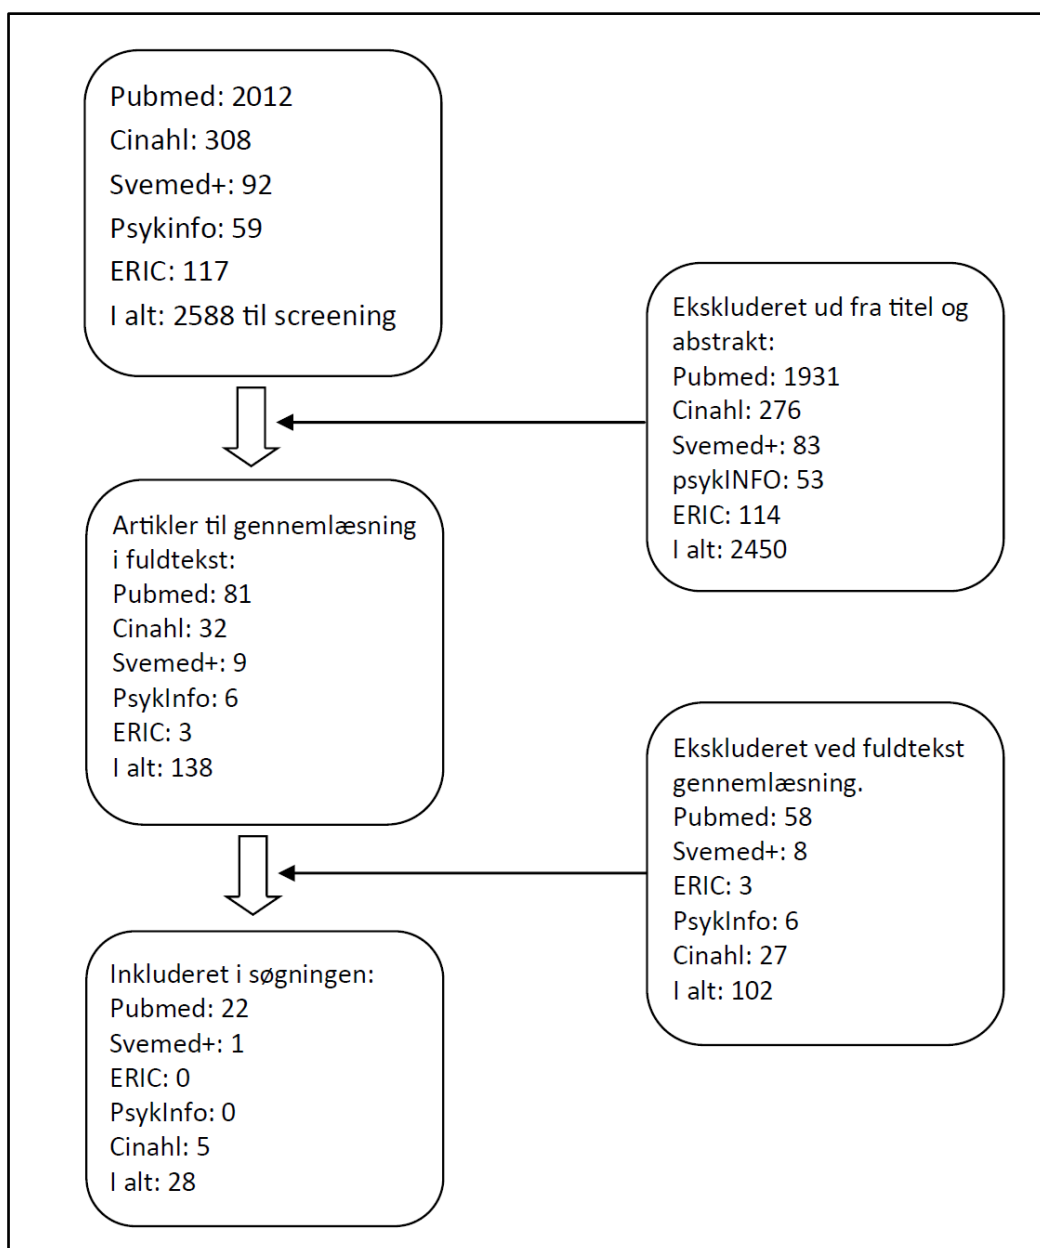 Pubmed: 2012
Cinahl: 308
Svemed+: 92
Psykinfo: 59
ERIC: 117
I alt: 2588 til screening
Ekskluderet ud fra titel og
abstrakt:
Pubmed: 1931
Cinahl: 276
Svemed+: 83
psykINFO: 53
ERIC: 114
I alt: 2450
Artikler til gennemlæsning
i fuldtekst:
Pubmed: 81
Cinahl: 32
Svemed+: 9
PsykInfo: 6
ERIC: 3
I alt: 138
Ekskluderet ved fuldtekst
gennemlæsning.
Pubmed: 58
Svemed+: 8
ERIC: 3
PsykInfo: 6
Cinahl: 27
I alt: 102
Inkluderet i søgningen:
Pubmed: 22
Svemed+: 1
ERIC: 0
PsykInfo: 0
Cinahl: 5
I alt: 28